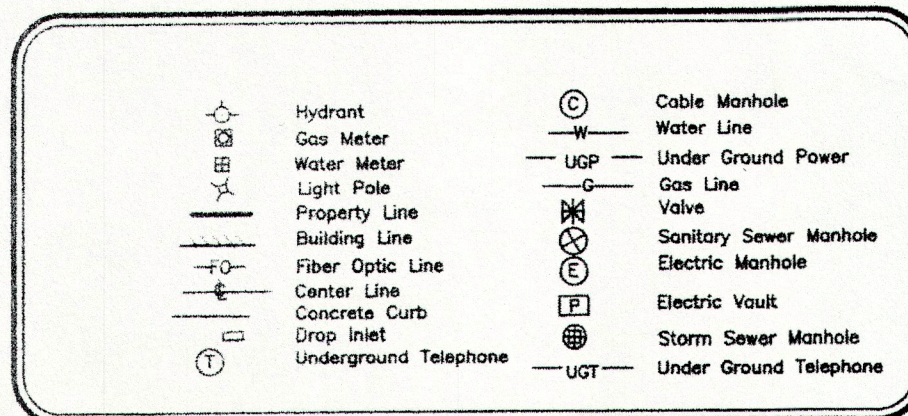 Hydrant
Gas Meter
Water Meter
Light Pole
Property Line
Building Line
FO Fiber Optic Line
℄ Center Line
Concrete Curb
Drop Inlet
T Underground Telephone
C Cable Manhole
W Water Line
UGP Under Ground Power
G Gas Line
Valve
Sanitary Sewer Manhole
E Electric Manhole
P Electric Vault
Storm Sewer Manhole
UGT Under Ground Telephone